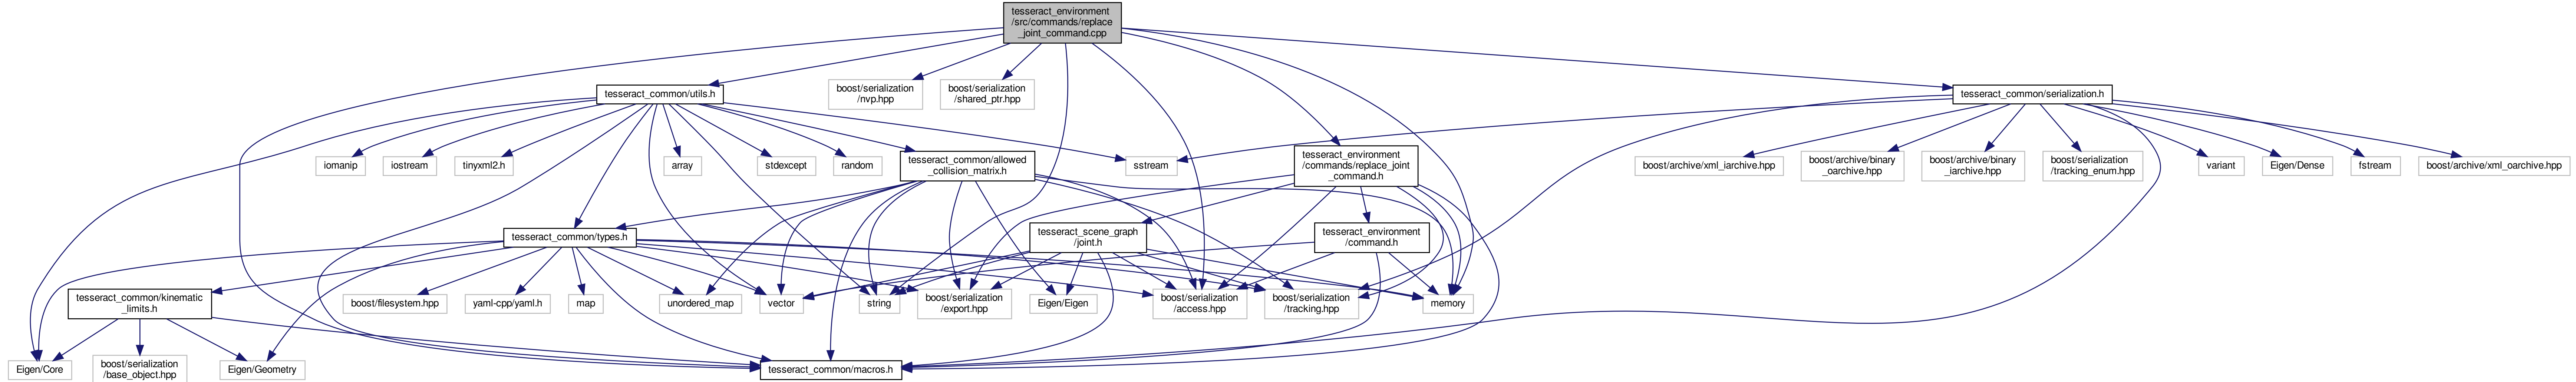 tesseract_environment
/src/commands/replace
_joint_command.cpp
tesseract_common/utils.h
boost/serialization
/nvp.hpp
boost/serialization
/shared_ptr.hpp
tesseract_common/serialization.h
iomanip
iostream
tinyxml2.h
array
stdexcept
random
tesseract_common/allowed
_collision_matrix.h
sstream
tesseract_environment
/commands/replace_joint
_command.h
boost/archive/xml_iarchive.hpp
boost/archive/binary
_oarchive.hpp
boost/archive/binary
_iarchive.hpp
boost/serialization
/tracking_enum.hpp
variant
Eigen/Dense
fstream
boost/archive/xml_oarchive.hpp
tesseract_common/types.h
tesseract_scene_graph
/joint.h
tesseract_environment
/command.h
tesseract_common/kinematic
_limits.h
boost/filesystem.hpp
yaml-cpp/yaml.h
map
unordered_map
vector
string
boost/serialization
/export.hpp
Eigen/Eigen
boost/serialization
/access.hpp
boost/serialization
/tracking.hpp
memory
Eigen/Core
boost/serialization
/base_object.hpp
Eigen/Geometry
tesseract_common/macros.h